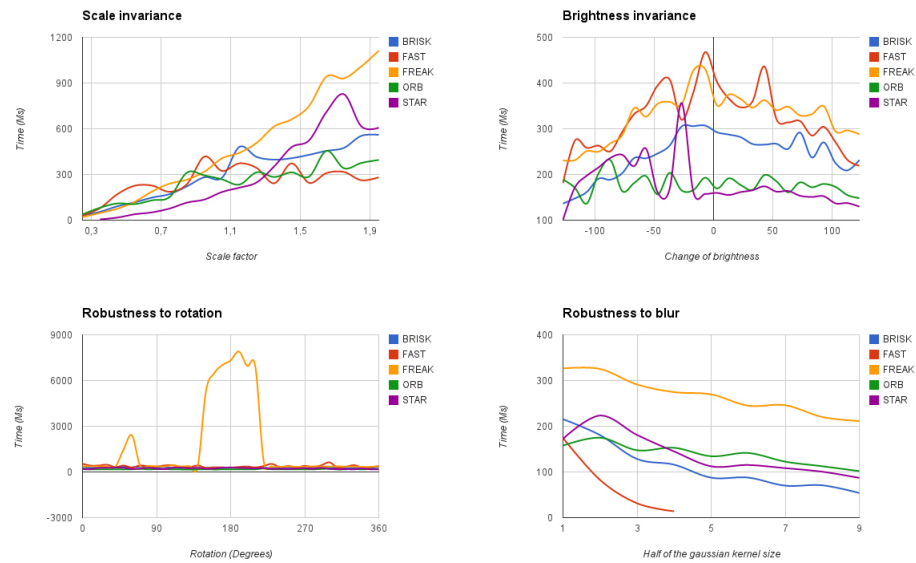 Scale invariance
1200
900
600
300
0
Time (Ms)
0,3 0,7 1,1 1,5 1,9
Scale factor
BRISK
FAST
FREAK
ORB
STAR
Brightness invariance
500
400
300
200
100
Time (Ms)
-100 -50 0 50 100
Change of brightness
BRISK
FAST
FREAK
ORB
STAR
Robustness to rotation
9000
6000
3000
0
-3000
Time (Ms)
0 90 180 270 360
Rotation (Degrees)
BRISK
FAST
FREAK
ORB
STAR
Robustness to blur
400
300
200
100
0
Time (Ms)
1 3 5 7 9
Half of the gaussian kernel size
BRISK
FAST
FREAK
ORB
STAR